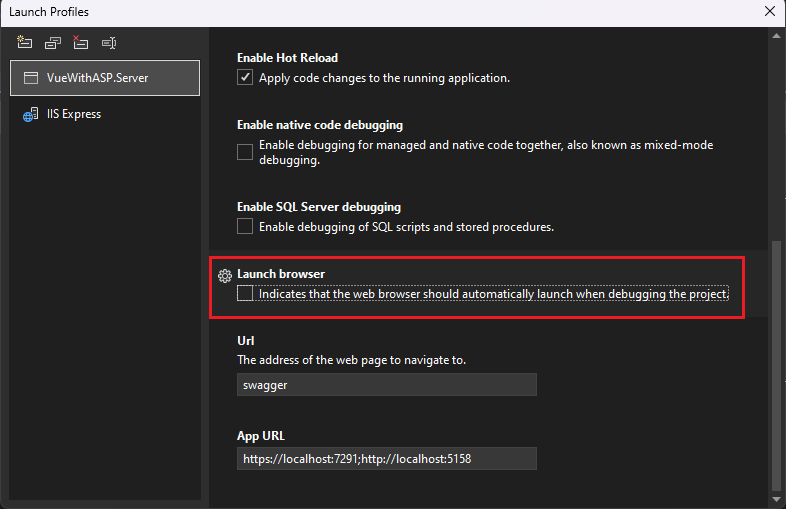 Launch Profiles
VueWithASP.Server
IIS Express
Enable Hot Reload
Apply code changes to the running application.
Enable native code debugging
Enable debugging for managed and native code together, also known as mixed-mode
debugging.
Enable SQL Server debugging
Enable debugging of SQL scripts and stored procedures.
Launch browser
Indicates that the web browser should automatically launch when debugging the project.
Url
The address of the web page to navigate to.
swagger
App URL
https://localhost:7291;http://localhost:5158